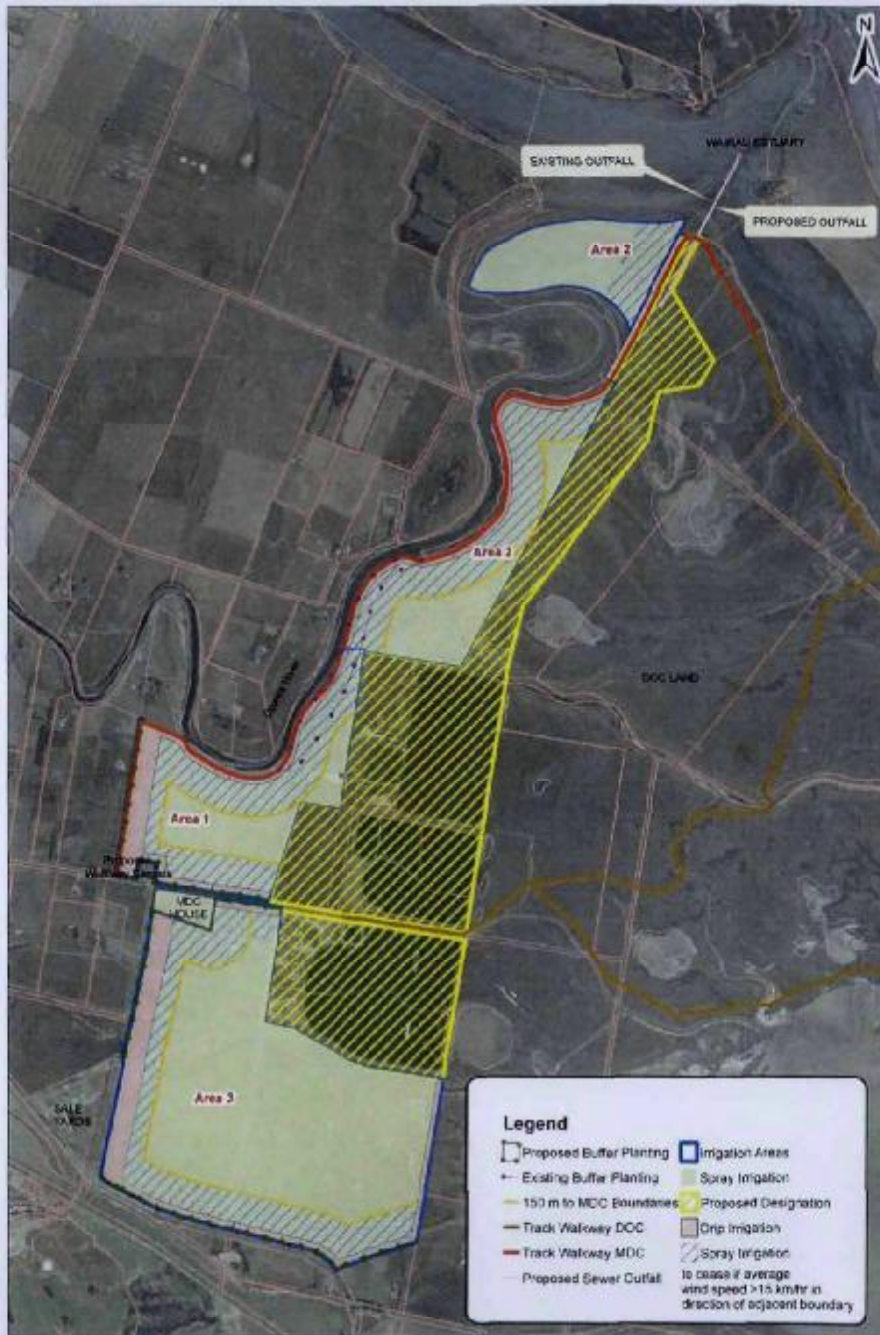 N
WAIRAU ESTUARY
EXISTING OUTFALL
PROPOSED OUTFALL
Area 2
Area 2
DOC LAND
River
Area 1
MDC
HOUSE
Area 3
SALE
YARDS
Legend
Proposed Buffer Planting
Irrigation Areas
Existing Buffer Planting
Spray Irrigation
150 m to MDC Boundaries
Proposed Designation
Track Walkway DOC
Drip Irrigation
Track Walkway MDC
Spray Irrigation
Proposed Sewer Outfall
to cease if average
wind speed >15 km/hr in
direction of adjacent boundary